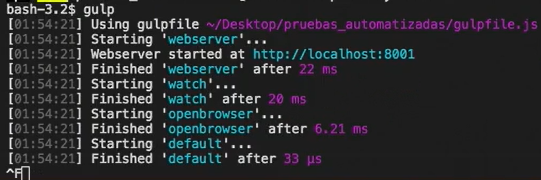 bash-3.2$ gulp
[01:54:21] Using gulpfile ~/Desktop/pruebas_automatizadas/gulpfile.js
[01:54:21] Starting 'webserver'...
[01:54:21] Webserver started at http://localhost:8001
[01:54:21] Finished 'webserver' after 22 ms
[01:54:21] Starting 'watch'...
[01:54:21] Finished 'watch' after 20 ms
[01:54:21] Starting 'openbrowser'...
[01:54:21] Finished 'openbrowser' after 6.21 ms
[01:54:21] Starting 'default'...
[01:54:21] Finished 'default' after 33 μs
^F